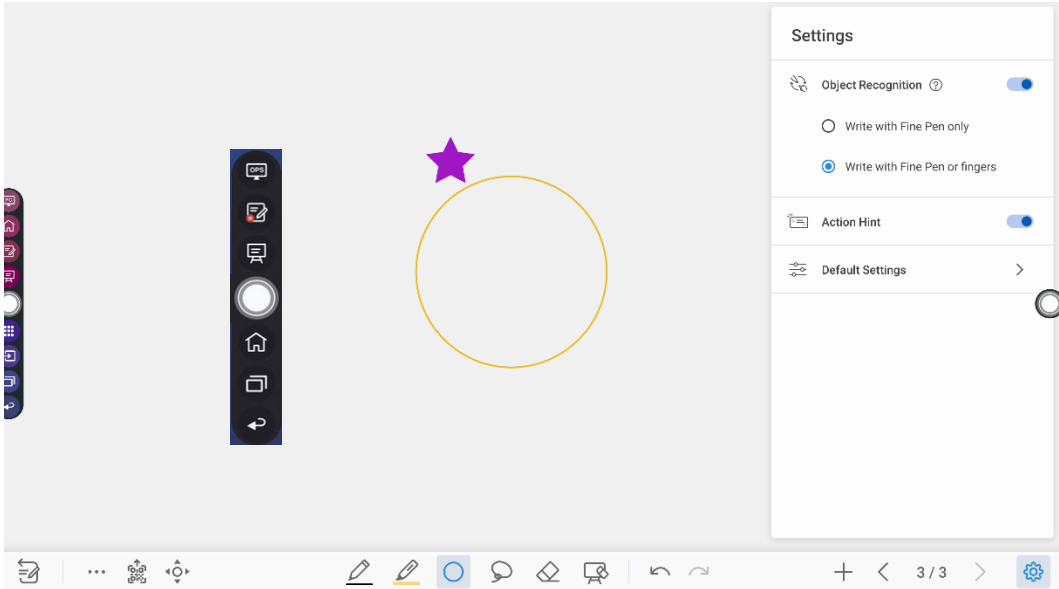 Settings
Object Recognition ?
Write with Fine Pen only
Write with Fine Pen or fingers
Action Hint
Default Settings
OPS
3 / 3